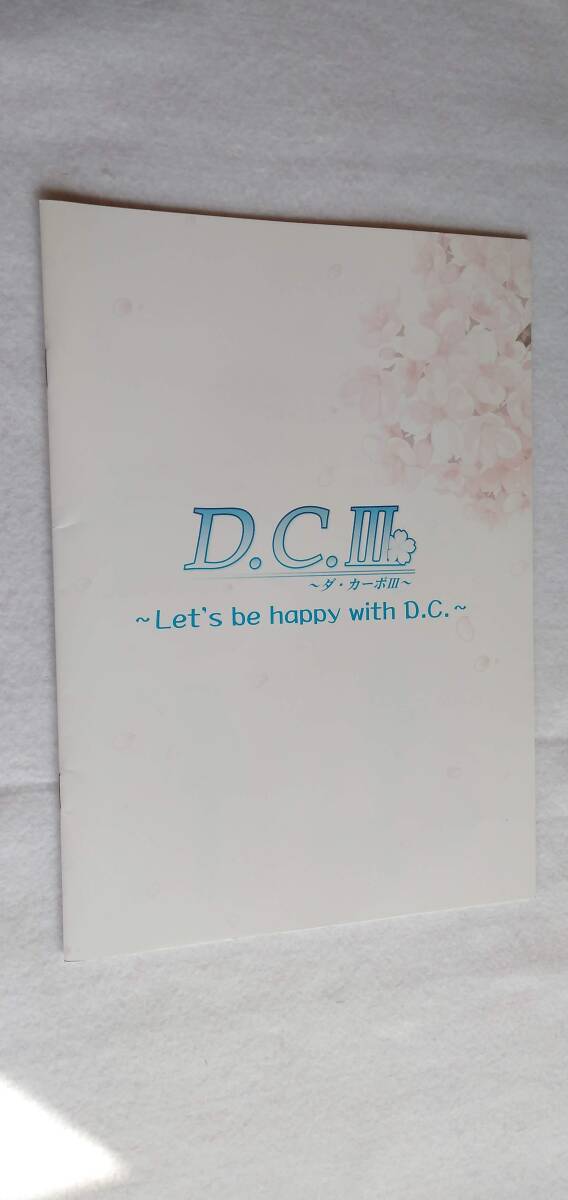 D.C.III
～ダ・カーポIII～
~Let's be happy with D.C.~